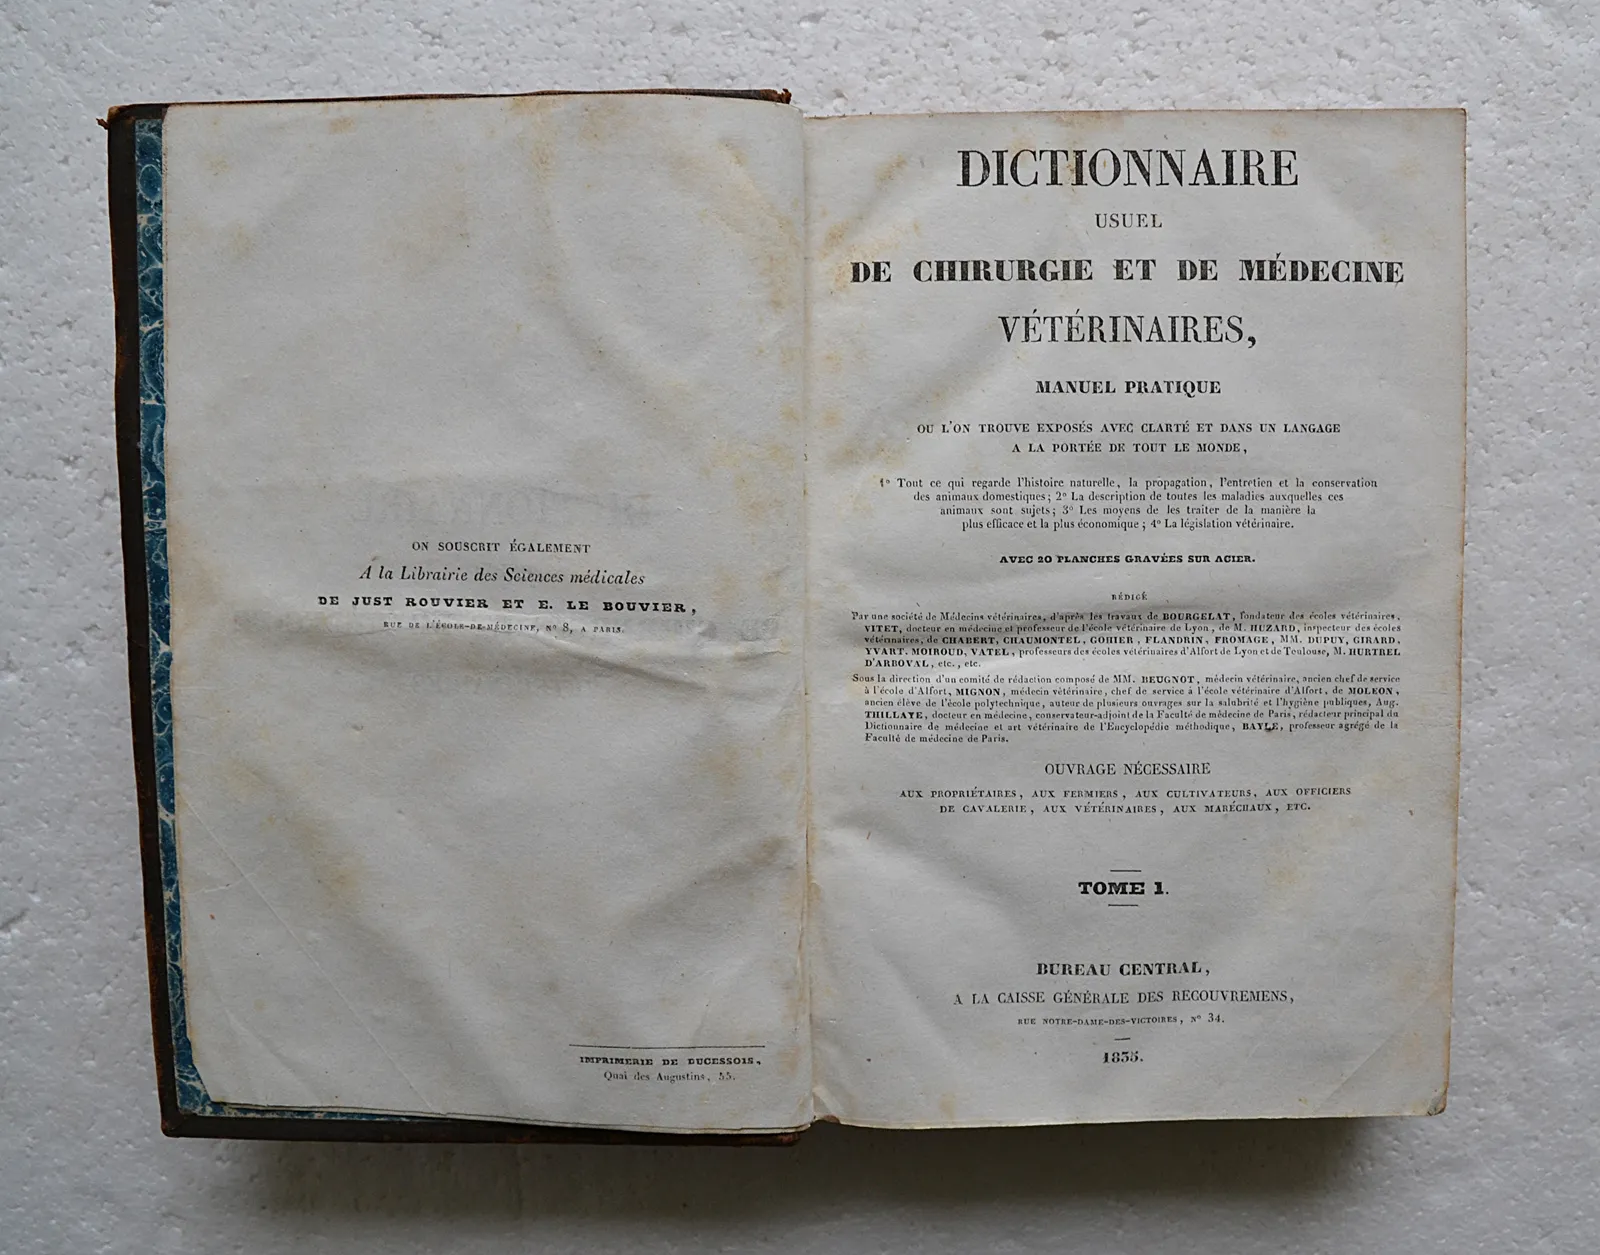 ON SOUSCRIT ÉGALEMENT
A la Librairie des Sciences médicales
DE JUST ROUVIER ET E. LE BOUVIER,
RUE DE L'ÉCOLE-DE-MÉDECINE, Nº 8, A PARIS.
IMPRIMERIE DE DUCESSOIS,
Quai des Augustins, 55.
DICTIONNAIRE
USUEL
DE CHIRURGIE ET DE MÉDECINE
VÉTÉRINAIRES,
MANUEL PRATIQUE
OU L'ON TROUVE EXPOSÉS AVEC CLARTÉ ET DANS UN LANGAGE
A LA PORTÉE DE TOUT LE MONDE,
1º Tout ce qui regarde l'histoire naturelle, la propagation, l'entretien et la conservation
des animaux domestiques; 2º La description de toutes les maladies auxquelles ces
animaux sont sujets; 3º Les moyens de les traiter de la manière la
plus efficace et la plus économique; 4º La législation vétérinaire.
AVEC 20 PLANCHES GRAVÉES SUR ACIER.
RÉDIGÉ
Par une société de Médecins vétérinaires, d'après les travaux de BOURGELAT, fondateur des écoles vétérinaires,
VITET, docteur en médecine et professeur de l'école vétérinaire de Lyon, de M. HUZARD, inspecteur des écoles
vétérinaires, de CHABERT, CHAUMONTEL, GOHIER, FLANDRIN, FROMAGE, MM. DUPUY, GIRARD,
YVART, MOIROUD, VATEL, professeurs des écoles vétérinaires d'Alfort de Lyon et de Toulouse, M. HURTREL
D'ARBOVAL, etc., etc.
Sous la direction d'un comité de rédaction composé de MM. BEUGNOT, médecin vétérinaire, ancien chef de service
à l'école d'Alfort, MIGNON, médecin vétérinaire, chef de service à l'école vétérinaire d'Alfort, de MOLEON,
ancien élève de l'école polytechnique, auteur de plusieurs ouvrages sur la salubrité et l'hygiène publiques, Aug.
THILLAYE, docteur en médecine, conservateur-adjoint de la Faculté de médecine de Paris, rédacteur principal du
Dictionnaire de médecine et art vétérinaire de l'Encyclopédie méthodique, BAYLE, professeur agrégé de la
Faculté de médecine de Paris.
OUVRAGE NÉCESSAIRE
AUX PROPRIÉTAIRES, AUX FERMIERS, AUX CULTIVATEURS, AUX OFFICIERS
DE CAVALERIE, AUX VÉTÉRINAIRES, AUX MARÉCHAUX, ETC.
TOME 1.
BUREAU CENTRAL,
A LA CAISSE GÉNÉRALE DES RECOUVREMENS,
RUE NOTRE-DAME-DES-VICTOIRES, Nº 34.
1835.